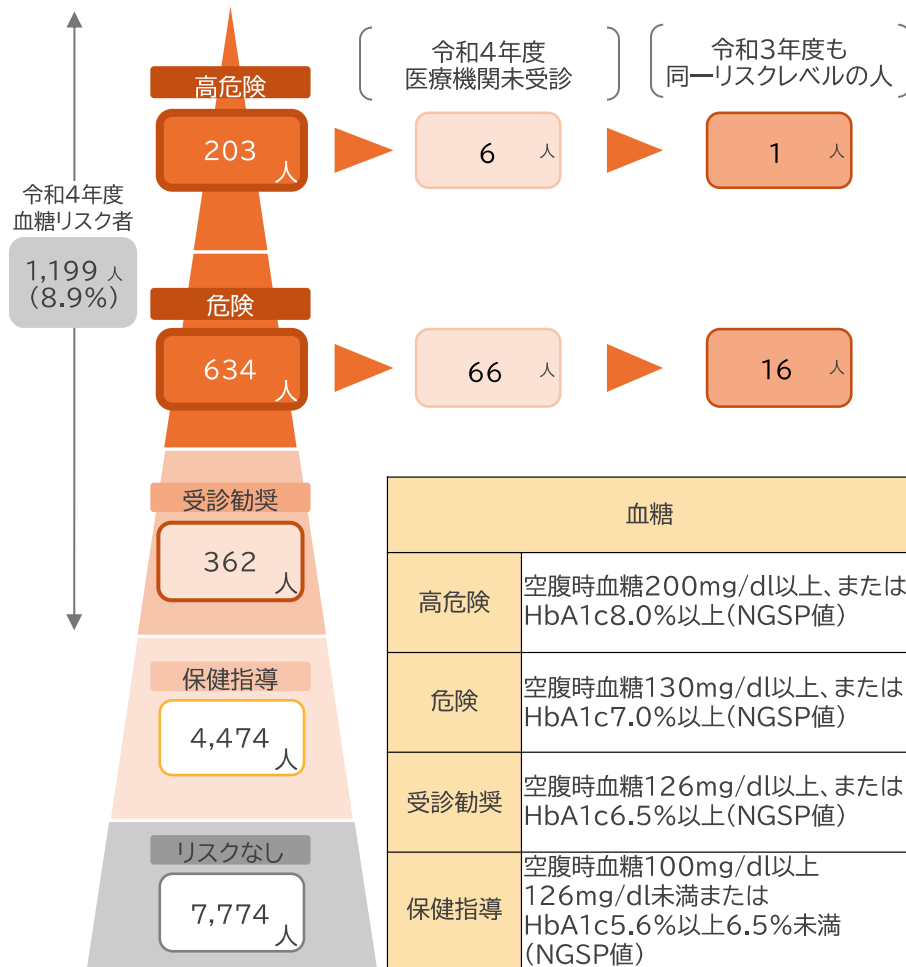 令和4年度
医療機関未受診
令和3年度も
同一リスクレベルの人
高危険
203
人
6 人
1 人
令和4年度
血糖リスク者
1,199 人
(8.9%)
危険
634
人
66 人
16 人
受診勧奨
362
人
保健指導
4,474
人
リスクなし
7,774
人
血糖
高危険
空腹時血糖200mg/dl以上、または
HbA1c8.0%以上(NGSP値)
危険
空腹時血糖130mg/dl以上、または
HbA1c7.0%以上(NGSP値)
受診勧奨
空腹時血糖126mg/dl以上、または
HbA1c6.5%以上(NGSP値)
保健指導
空腹時血糖100mg/dl以上
126mg/dl未満または
HbA1c5.6%以上6.5%未満
(NGSP値)